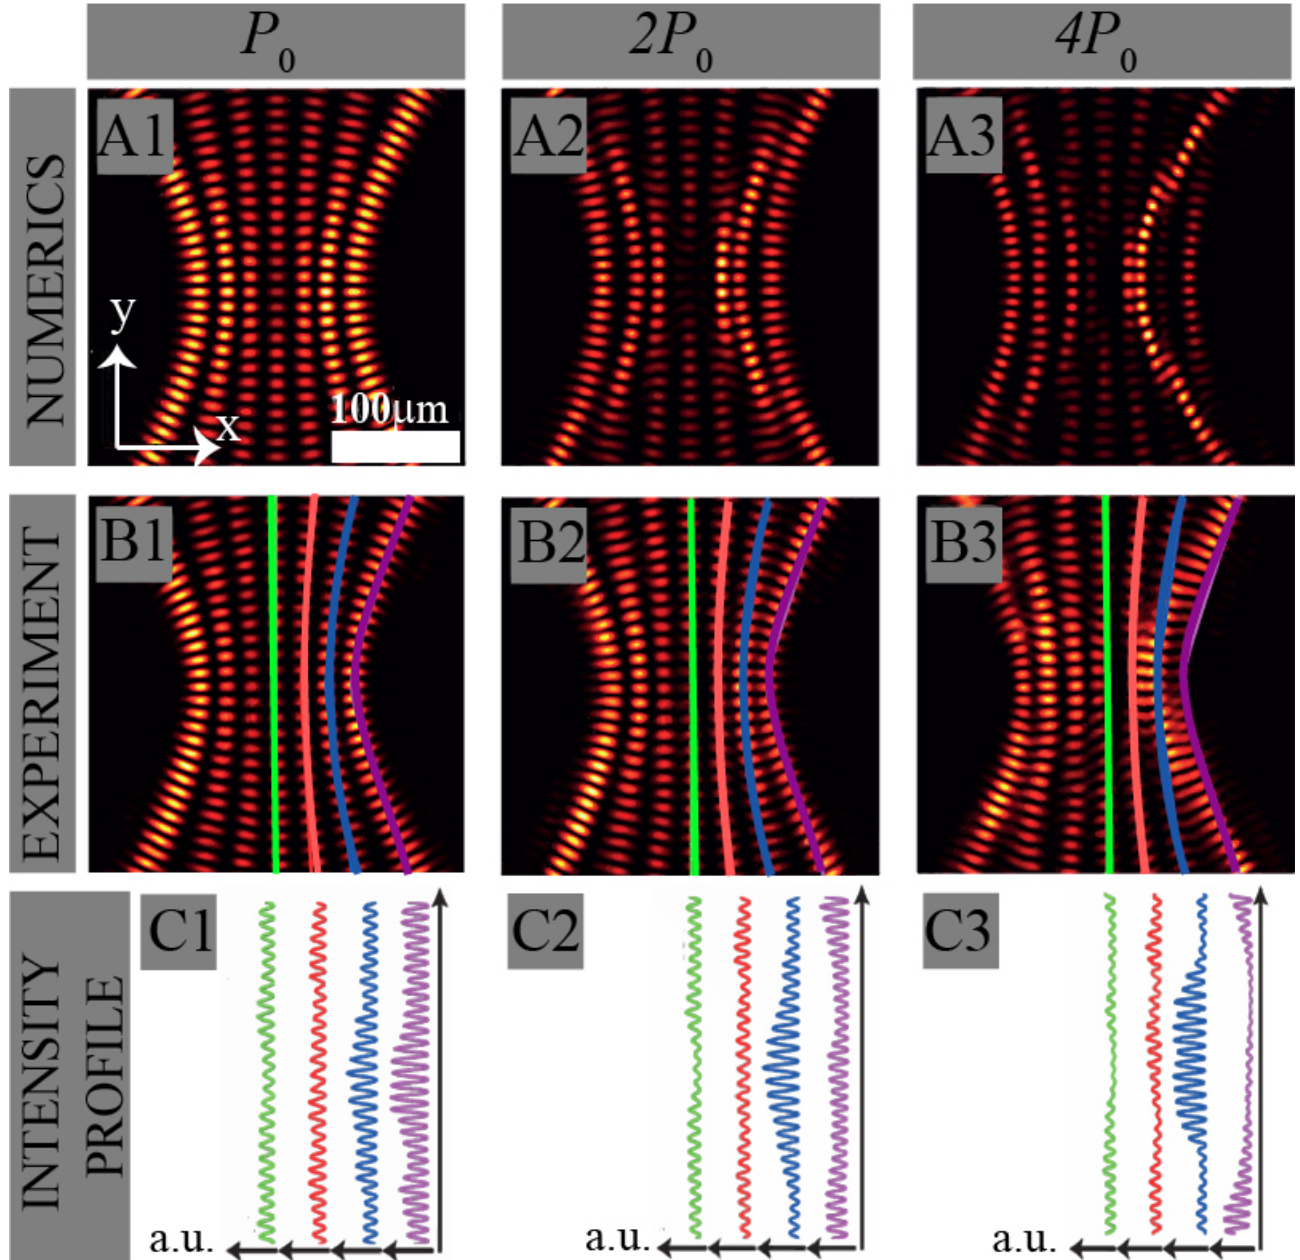 P₀ 2P₀ 4P₀
NUMERICS
A1 A2 A3
y
x
100μm
EXPERIMENT
B1 B2 B3
INTENSITY
PROFILE
C1 C2 C3
a.u. a.u. a.u.